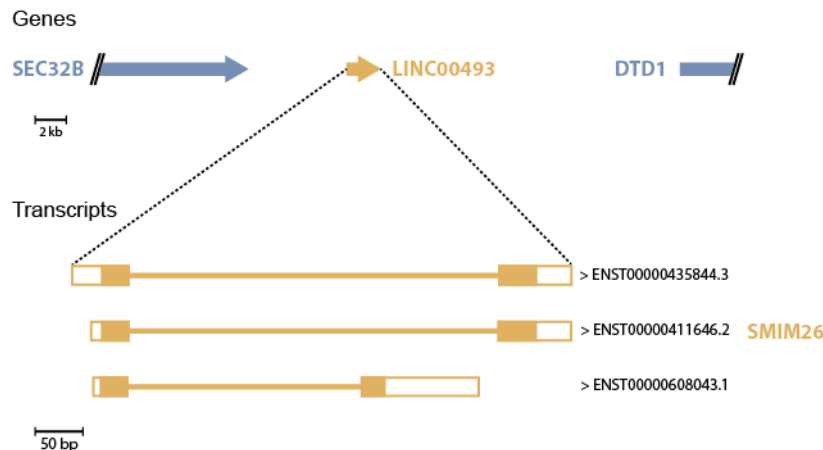 Genes
SEC32B
LINC00493
DTD1
2 kb
Transcripts
> ENST00000435844.3
> ENST00000411646.2
SMIM26
> ENST00000608043.1
50 bp